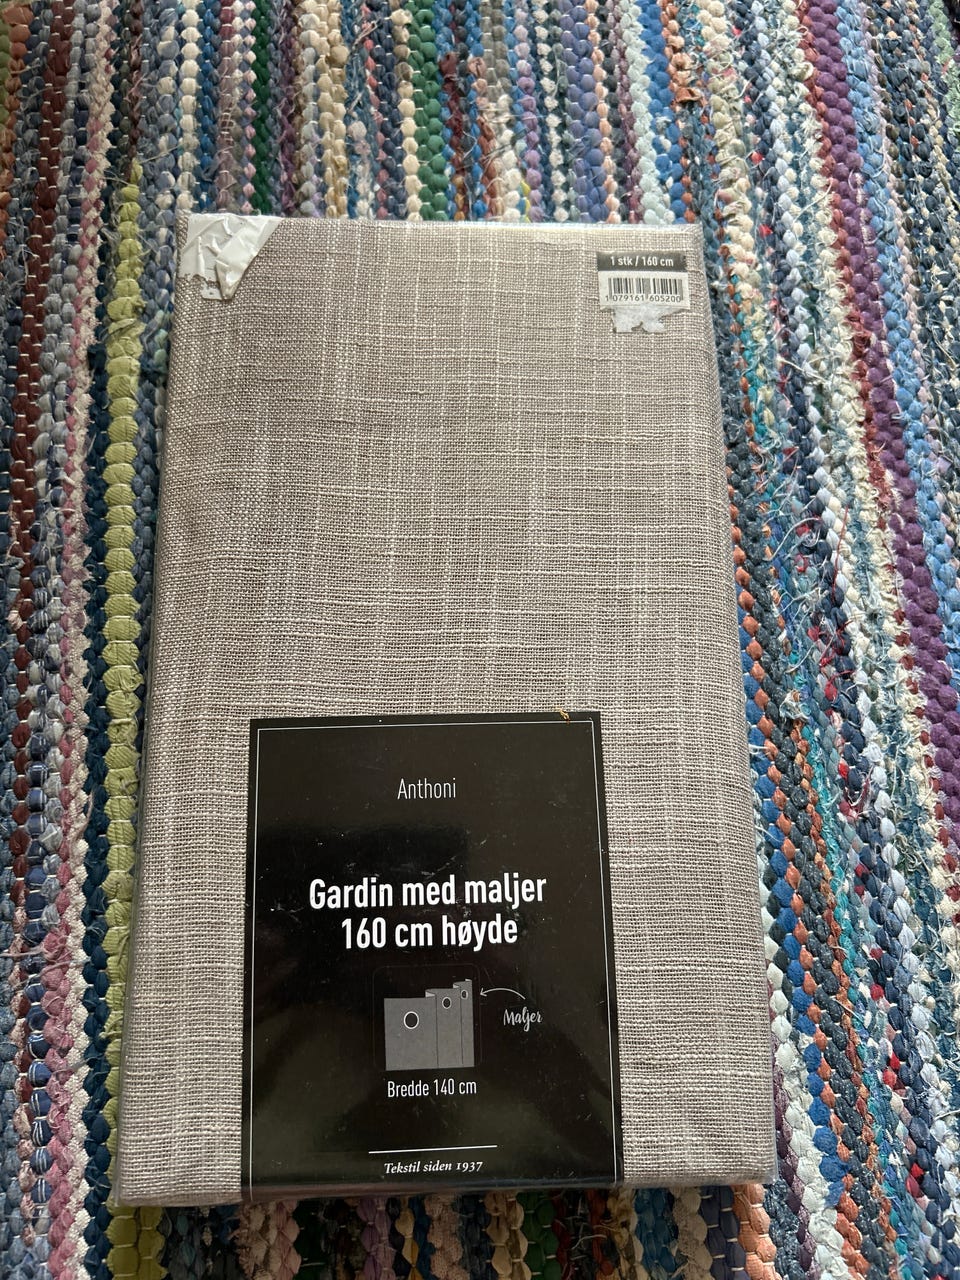 1 stk / 160 cm
1 079161 605200
Anthoni
Gardin med maljer
160 cm høyde
Maljer
Bredde 140 cm
Tekstil siden 1937